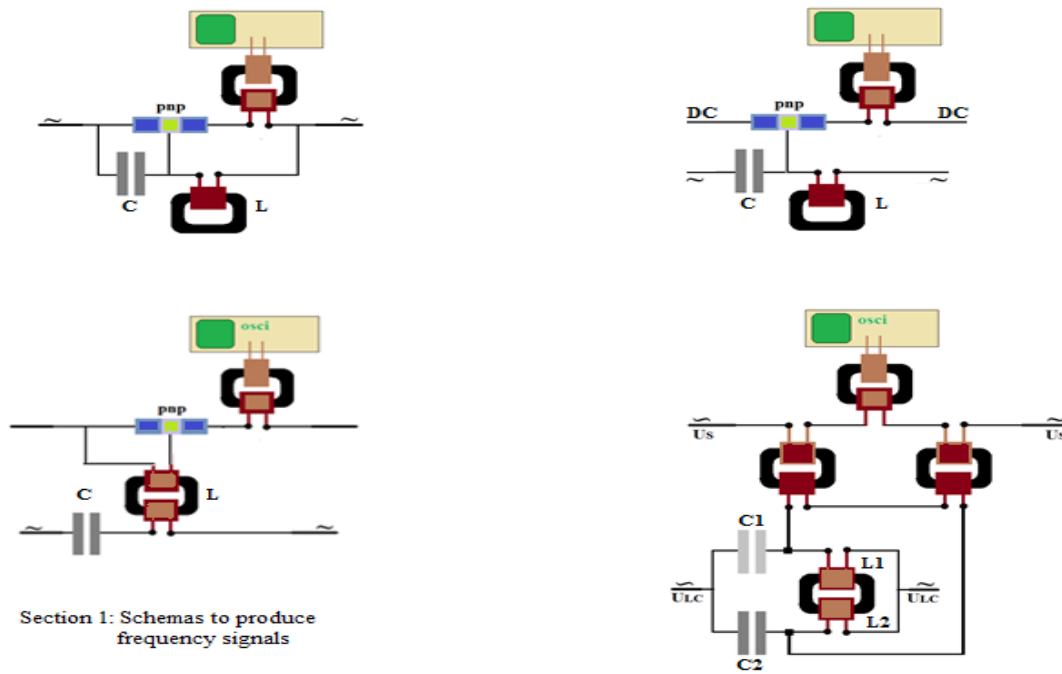 pnp
~ ~
C L
pnp
DC DC
~ ~
C L
osci
pnp
C L
~ ~
Section 1: Schemas to produce
frequency signals
osci
~ ~
Us Us
C1
L1
~ ~
ULC ULC
L2
C2